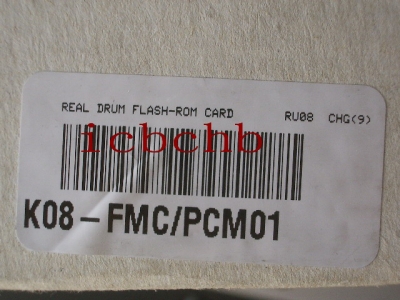 REAL DRUM FLASH-ROM CARD RU08 CHG(9)
icbchb
K08-FMC/PCM01